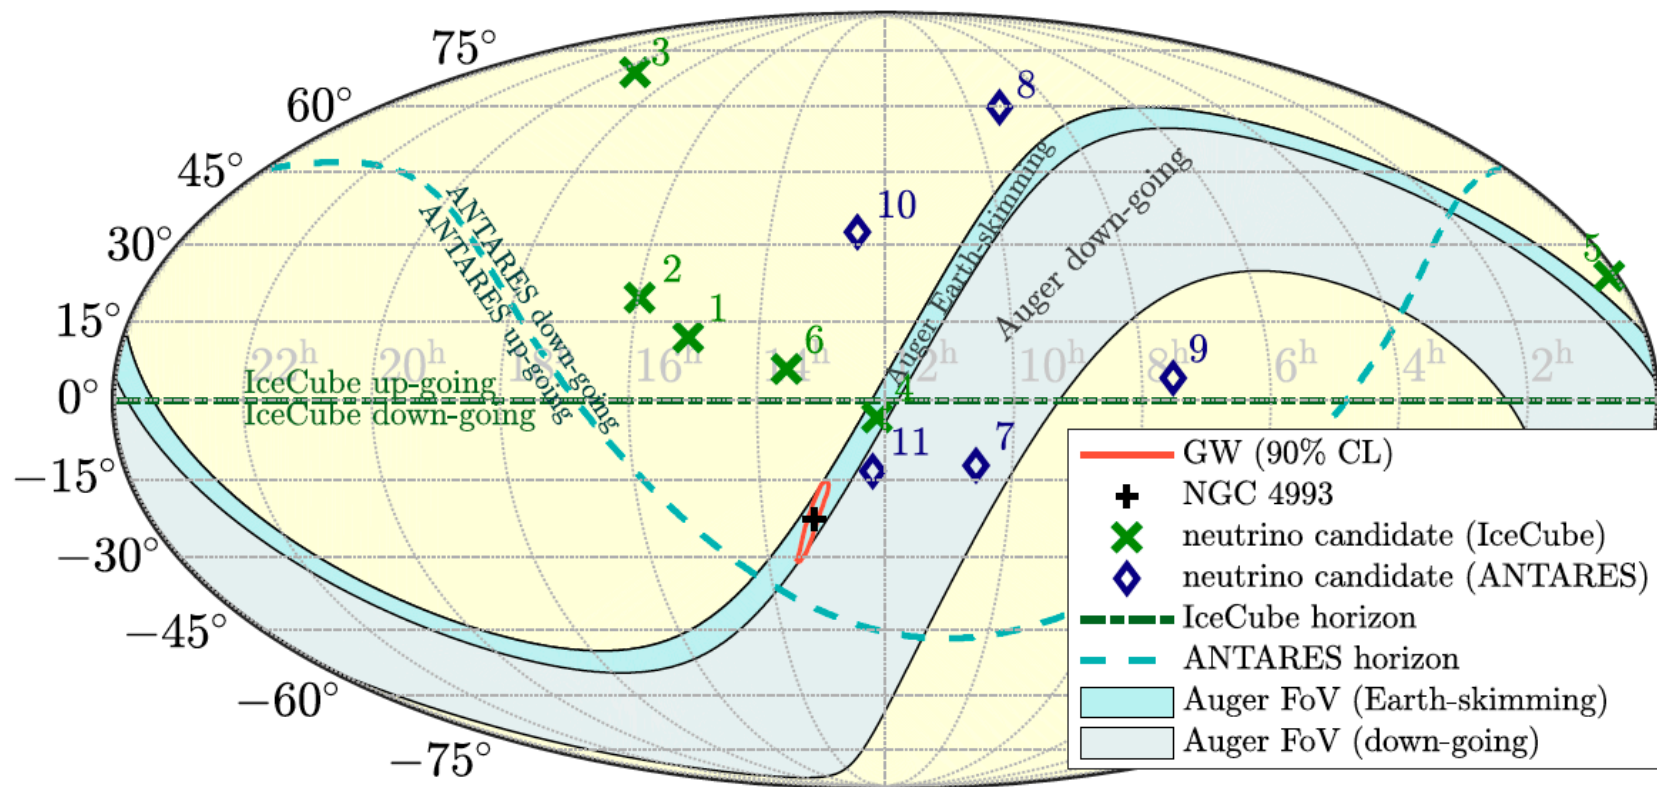 75°
3
8
60°
45°
10
30°
5
2
1
15°
6
9
22ʰ
20ʰ
18
16ʰ
14ʰ
12ʰ
10ʰ
8ʰ
6ʰ
4ʰ
2ʰ
ANTARES down-going
ANTARES up-going
Auger Earth-skimming
Auger down-going
IceCube up-going
0°
IceCube down-going
4
11
7
−15°
−30°
−45°
−60°
−75°
GW (90% CL)
NGC 4993
neutrino candidate (IceCube)
neutrino candidate (ANTARES)
IceCube horizon
ANTARES horizon
Auger FoV (Earth-skimming)
Auger FoV (down-going)